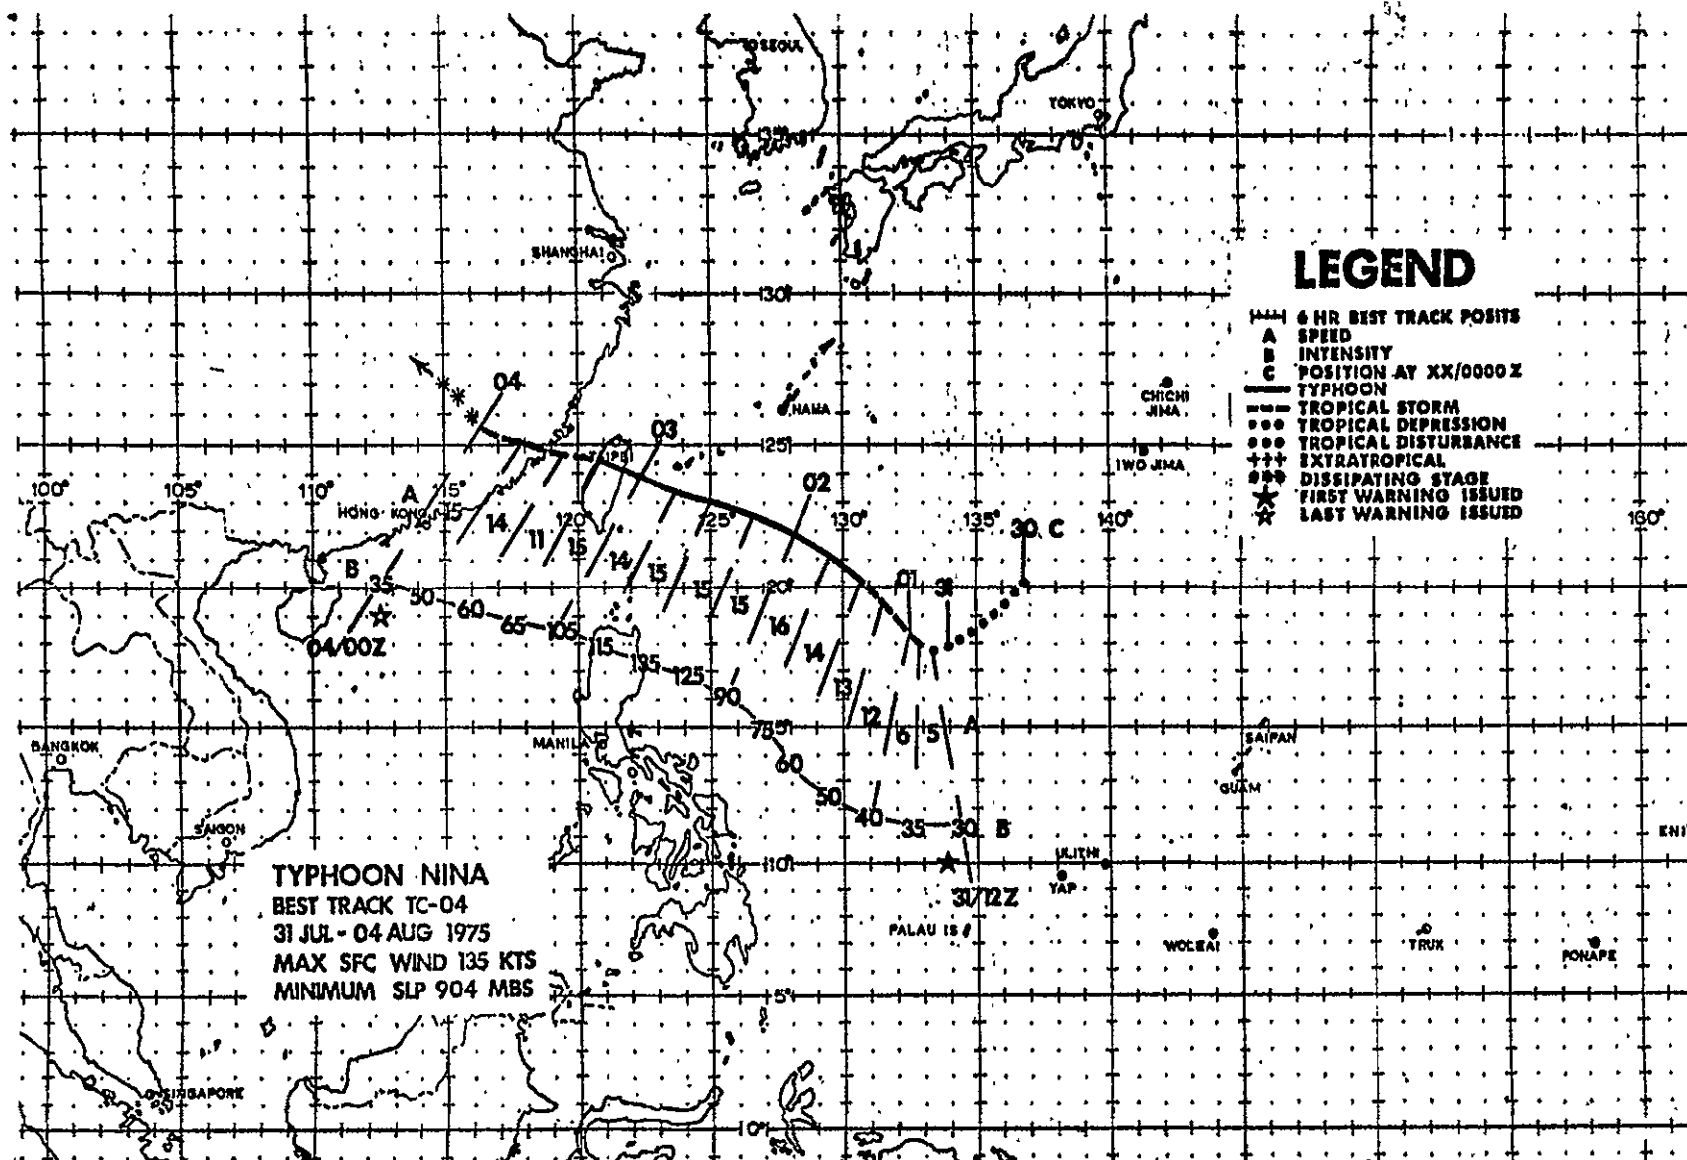 SEOUL
TOKYO
SHANGHAI
30°
LEGEND
6 HR BEST TRACK POSITS
A SPEED
B INTENSITY
C POSITION AT XX/0000Z
TYPHOON
TROPICAL STORM
TROPICAL DEPRESSION
TROPICAL DISTURBANCE
EXTRATROPICAL
DISSIPATING STAGE
FIRST WARNING ISSUED
LAST WARNING ISSUED
04
CHICHI
JIMA
NAHA
03
25°
IWO JIMA
02
100° 105° 110° A 115° 120° 125° 130° 135° 140° 160°
HONG KONG
30 C
14 11 15 14 15 15 15 16 14 13 12 6 5 A
01 31
20°
B 35 50 60 65 105 115 135 125 90 75 60 50 40 35 30 B
04/00Z
BANGKOK
MANILA
SAIPAN
GUAM
SAIGON
ENI
10°
ULITHI
YAP
31/12Z
TYPHOON NINA
BEST TRACK TC-04
31 JUL - 04 AUG 1975
MAX SFC WIND 135 KTS
MINIMUM SLP 904 MBS
PALAU IS
WOLEAI
TRUK
PONAPE
5°
SINGAPORE
0°